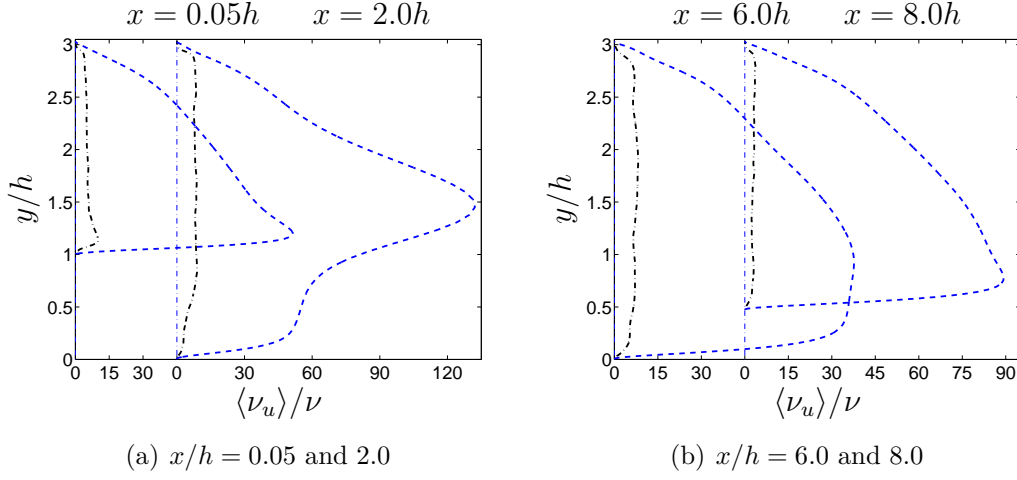 x = 0.05h x = 2.0h
3
2.5
2
1.5
1
0.5
0
y/h
0 15 30 0 30 60 90 120
⟨ν_u⟩/ν
(a) x/h = 0.05 and 2.0
x = 6.0h x = 8.0h
3
2.5
2
1.5
1
0.5
0
y/h
0 15 30 0 15 30 45 60 75 90
⟨ν_u⟩/ν
(b) x/h = 6.0 and 8.0